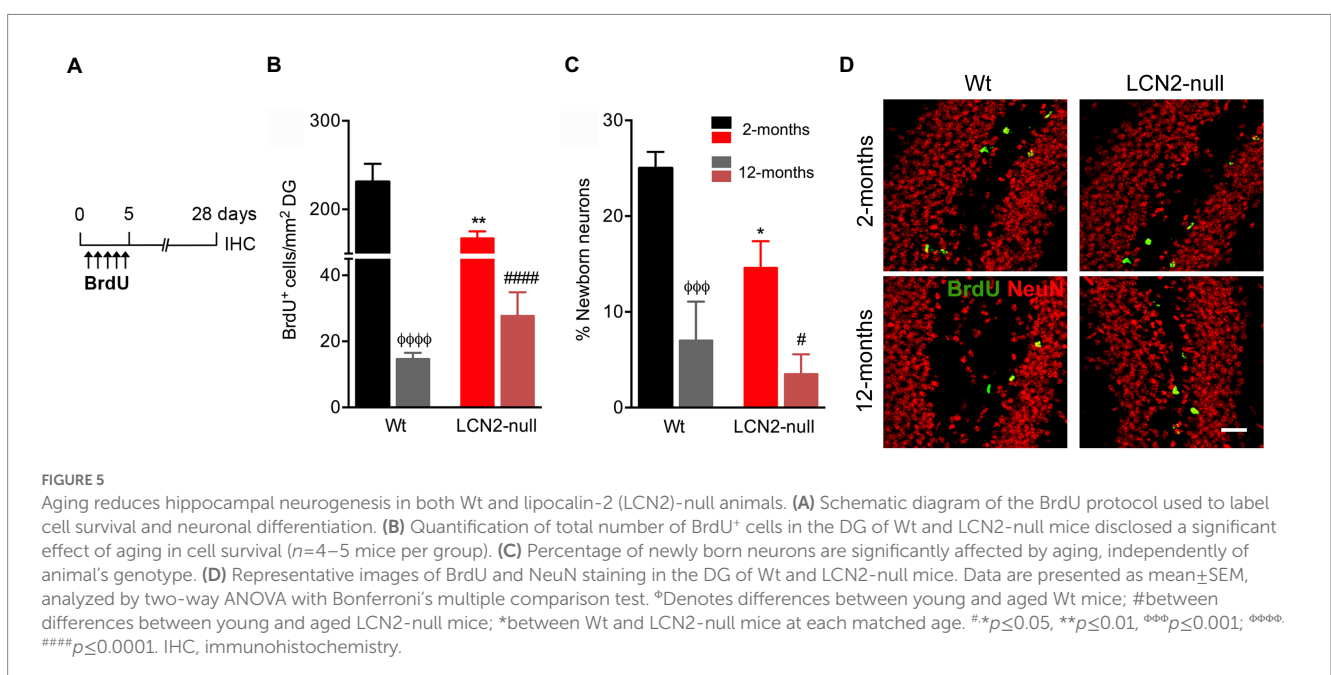 A
0 5 28 days
IHC
BrdU
B
BrdU⁺ cells/mm² DG
300
200
40
20
0
**
####
ϕϕϕϕ
Wt LCN2-null
C
% Newborn neurons
30
20
10
0
2-months
12-months
*
ϕϕϕ
#
Wt LCN2-null
D
Wt LCN2-null
2-months
12-months
BrdU NeuN
FIGURE 5
Aging reduces hippocampal neurogenesis in both Wt and lipocalin-2 (LCN2)-null animals. (A) Schematic diagram of the BrdU protocol used to label
cell survival and neuronal differentiation. (B) Quantification of total number of BrdU⁺ cells in the DG of Wt and LCN2-null mice disclosed a significant
effect of aging in cell survival (n=4–5 mice per group). (C) Percentage of newly born neurons are significantly affected by aging, independently of
animal's genotype. (D) Representative images of BrdU and NeuN staining in the DG of Wt and LCN2-null mice. Data are presented as mean±SEM,
analyzed by two-way ANOVA with Bonferroni's multiple comparison test. ᶲDenotes differences between young and aged Wt mice; #between
differences between young and aged LCN2-null mice; *between Wt and LCN2-null mice at each matched age. #,*p≤0.05, **p≤0.01, ΦΦΦp≤0.001; ΦΦΦΦ,
####p≤0.0001. IHC, immunohistochemistry.